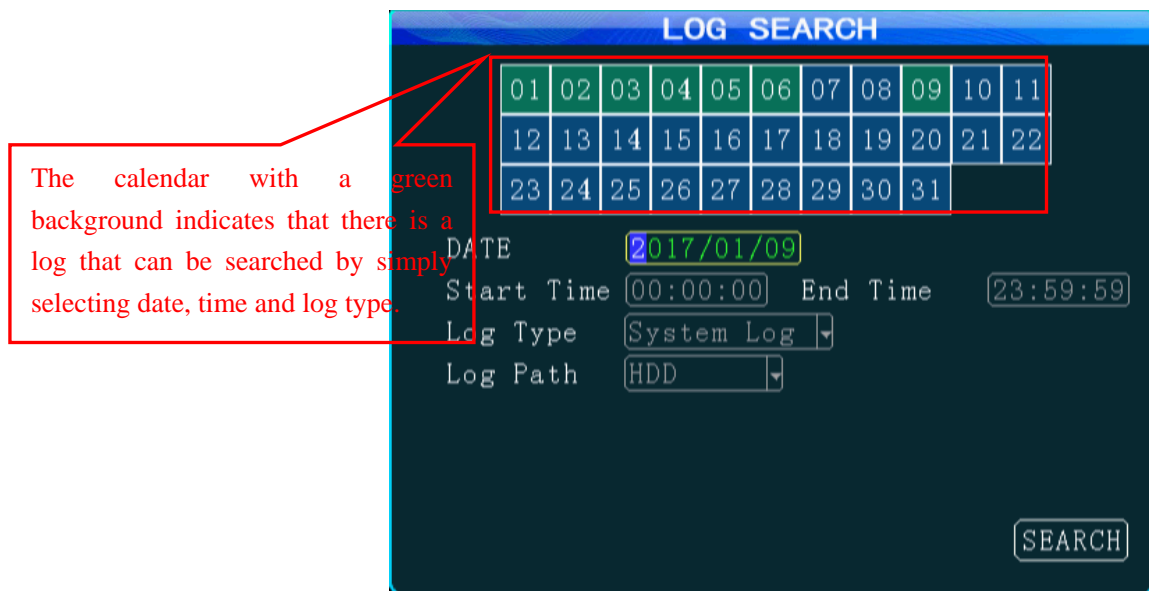 LOG SEARCH
01 02 03 04 05 06 07 08 09 10 11
12 13 14 15 16 17 18 19 20 21 22
23 24 25 26 27 28 29 30 31
The calendar with a green
background indicates that there is a
log that can be searched by simply
selecting date, time and log type.
DATE 2017/01/09
Start Time 00:00:00 End Time 23:59:59
Log Type System Log
Log Path HDD
SEARCH